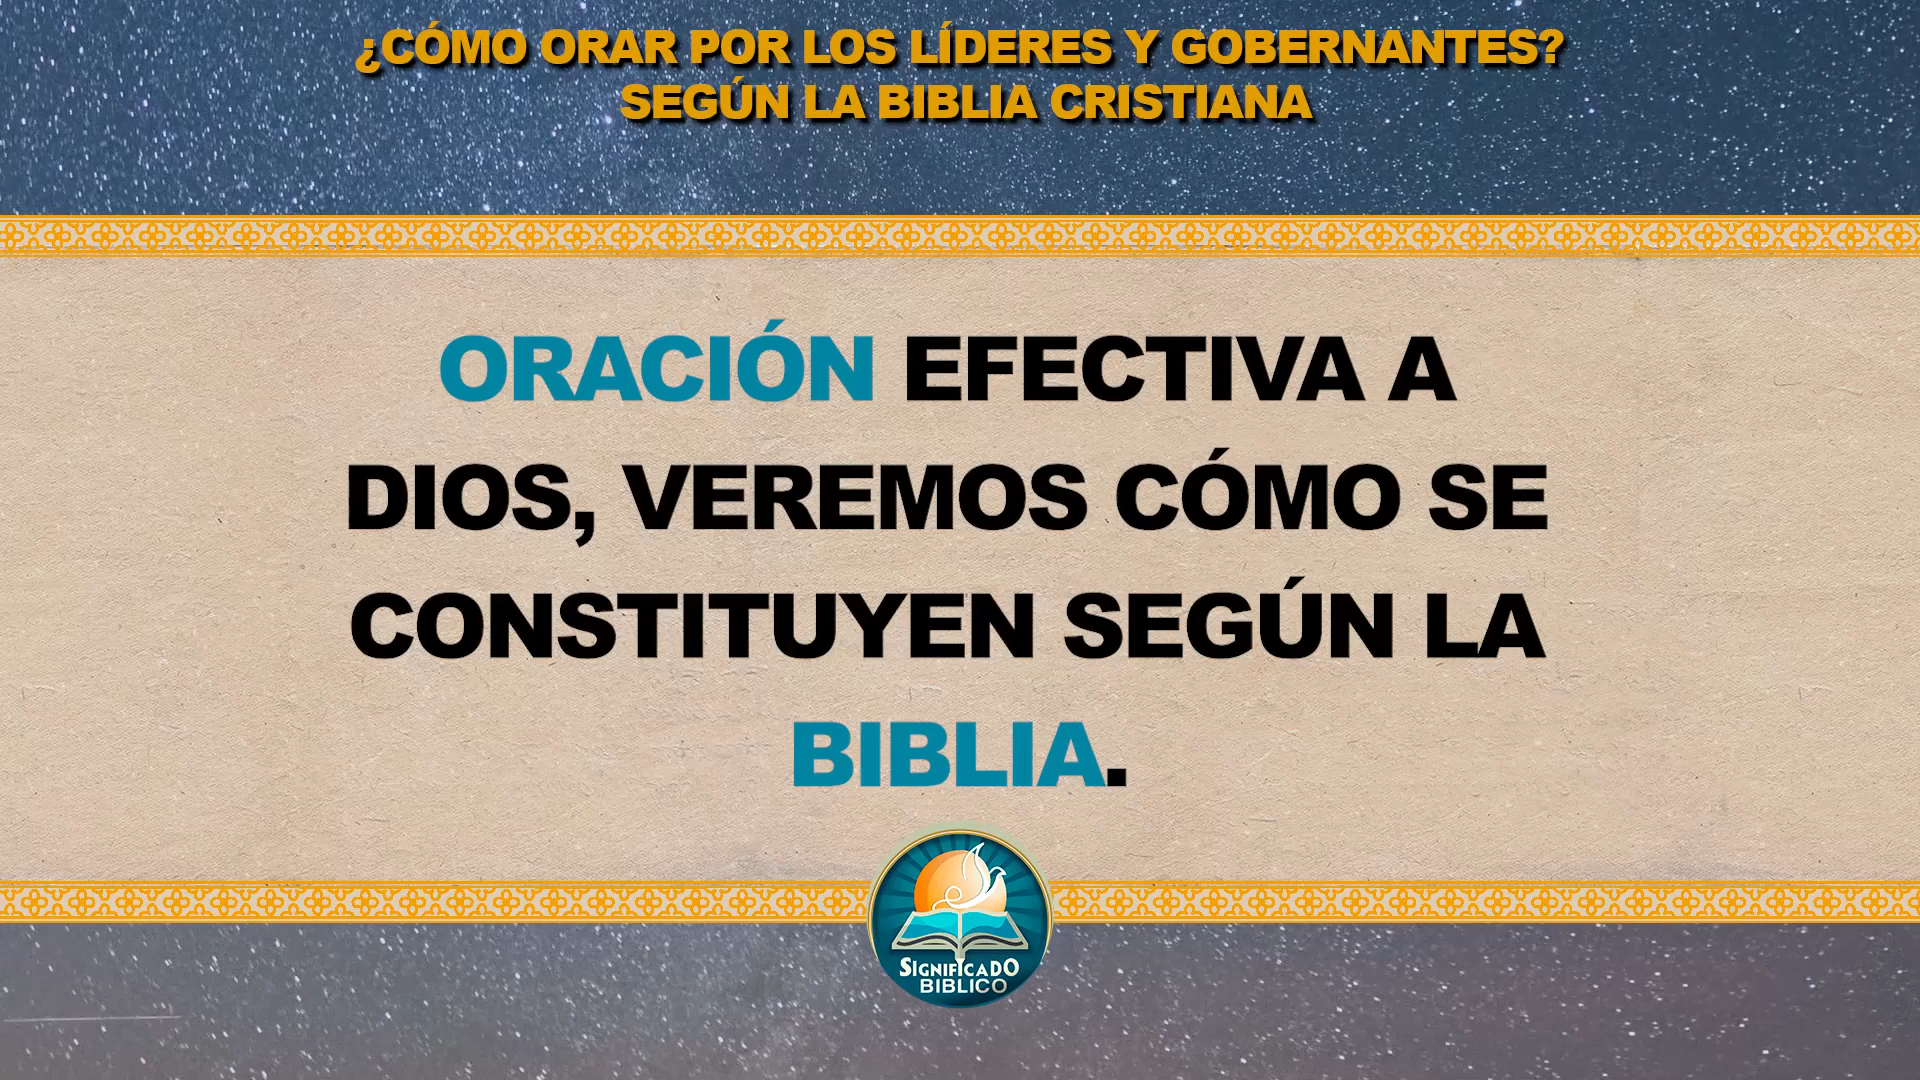 ¿CÓMO ORAR POR LOS LÍDERES Y GOBERNANTES?
SEGÚN LA BIBLIA CRISTIANA
ORACIÓN EFECTIVA A
DIOS, VEREMOS CÓMO SE
CONSTITUYEN SEGÚN LA
BIBLIA.
SIGNIFICADO
BIBLICO